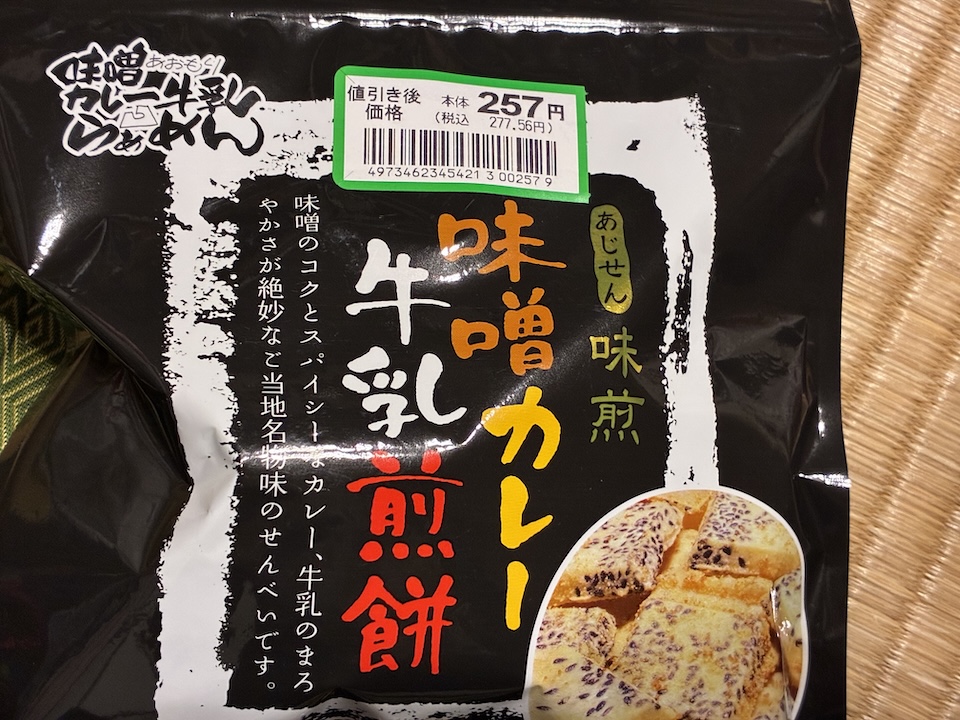 味噌
あおもり
カレー牛乳
らぁめん
値引き後
価格
本体 257円
(税込 277.56円)
4973462345421 3 00257 9
あじせん
味煎
味噌カレー
牛乳煎餅
味噌のコクとスパイシーなカレー、牛乳のまろ
やかさが絶妙なご当地名物味のせんべいです。